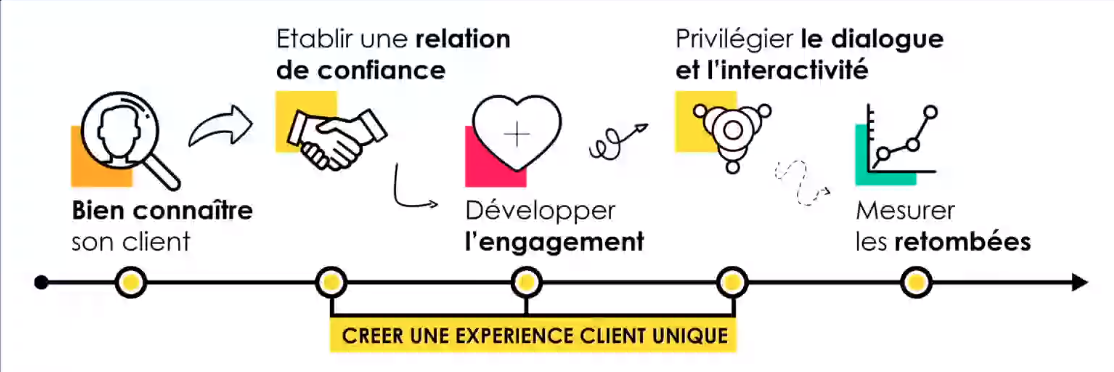 Bien connaître
son client
Etablir une relation
de confiance
Développer
l'engagement
Privilégier le dialogue
et l'interactivité
Mesurer
les retombées
CREER UNE EXPERIENCE CLIENT UNIQUE